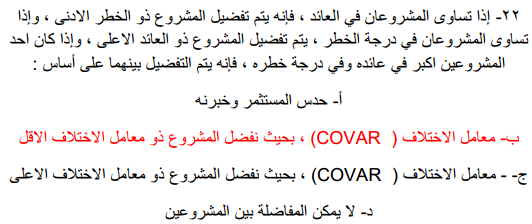 ٢٢- إذا تساوى المشروعان في العائد ، فإنه يتم تفضيل المشروع ذو الخطر الادنى ، وإذا
تساوى المشروعان في درجة الخطر ، يتم تفضيل المشروع ذو العائد الاعلى ، وإذا كان احد
المشروعين اكبر في عائده وفي درجة خطره ، فإنه يتم التفضيل بينهما على أساس :
أ- حدس المستثمر وخبرته
ب- معامل الاختلاف ( COVAR) ، بحيث نفضل المشروع ذو معامل الاختلاف الاقل
ج- - معامل الاختلاف ( COVAR) ، بحيث نفضل المشروع ذو معامل الاختلاف الاعلى
د- لا يمكن المفاضلة بين المشروعين